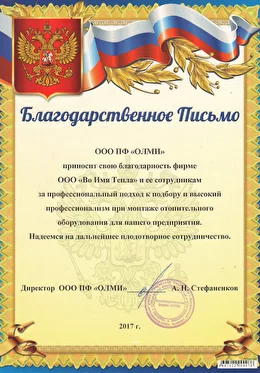 Благодарственное Письмо
ООО ПФ «ОЛМИ»
приносит свою благодарность фирме
ООО «Во Имя Тепла» и ее сотрудникам
за профессиональный подход к подбору и высокий
профессионализм при монтаже отопительного
оборудования для нашего предприятия.
Надеемся на дальнейшее плодотворное сотрудничество.
Директор ООО ПФ «ОЛМИ» А. Н. Стефаненков
2017 г.